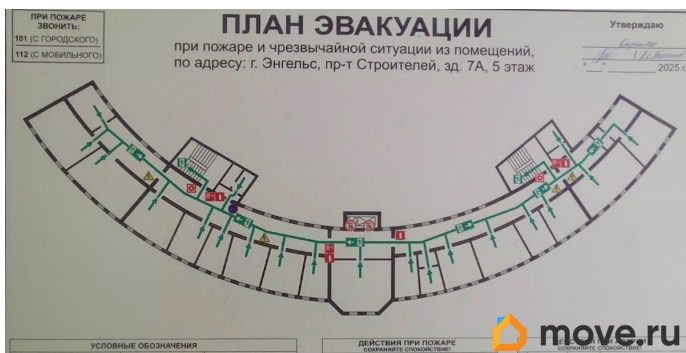 ПРИ ПОЖАРЕ
ЗВОНИТЬ:
101 (С ГОРОДСКОГО)
112 (С МОБИЛЬНОГО)
ПЛАН ЭВАКУАЦИИ
при пожаре и чрезвычайной ситуации из помещений,
по адресу: г. Энгельс, пр-т Строителей, зд. 7А, 5 этаж
Утверждаю
2025 г.
УСЛОВНЫЕ ОБОЗНАЧЕНИЯ
ДЕЙСТВИЯ ПРИ ПОЖАРЕ
СОХРАНЯЙТЕ СПОКОЙСТВИЕ!
move.ru